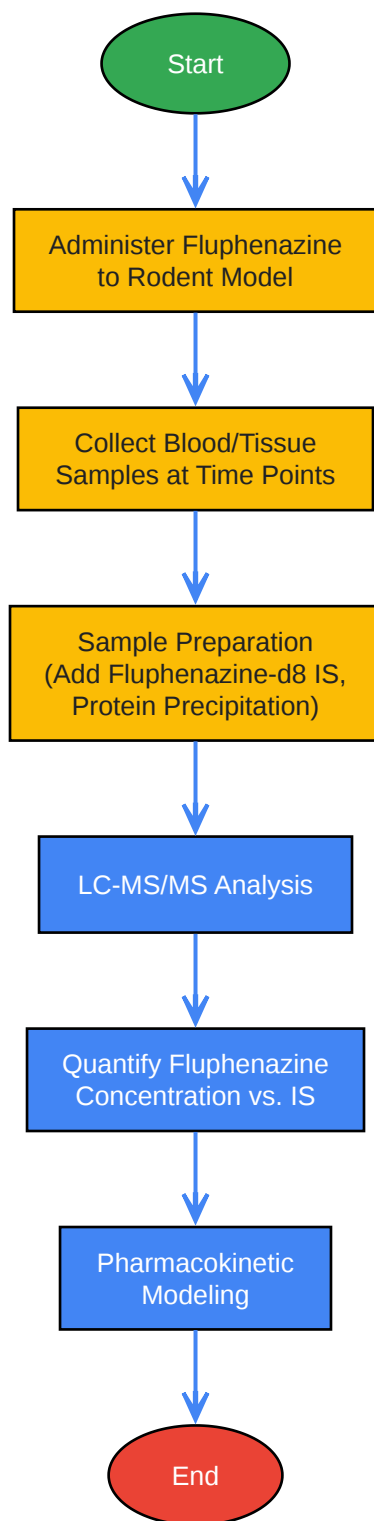 Start
Administer Fluphenazine
to Rodent Model
Collect Blood/Tissue
Samples at Time Points
Sample Preparation
(Add Fluphenazine-d8 IS,
Protein Precipitation)
LC-MS/MS Analysis
Quantify Fluphenazine
Concentration vs. IS
Pharmacokinetic
Modeling
End